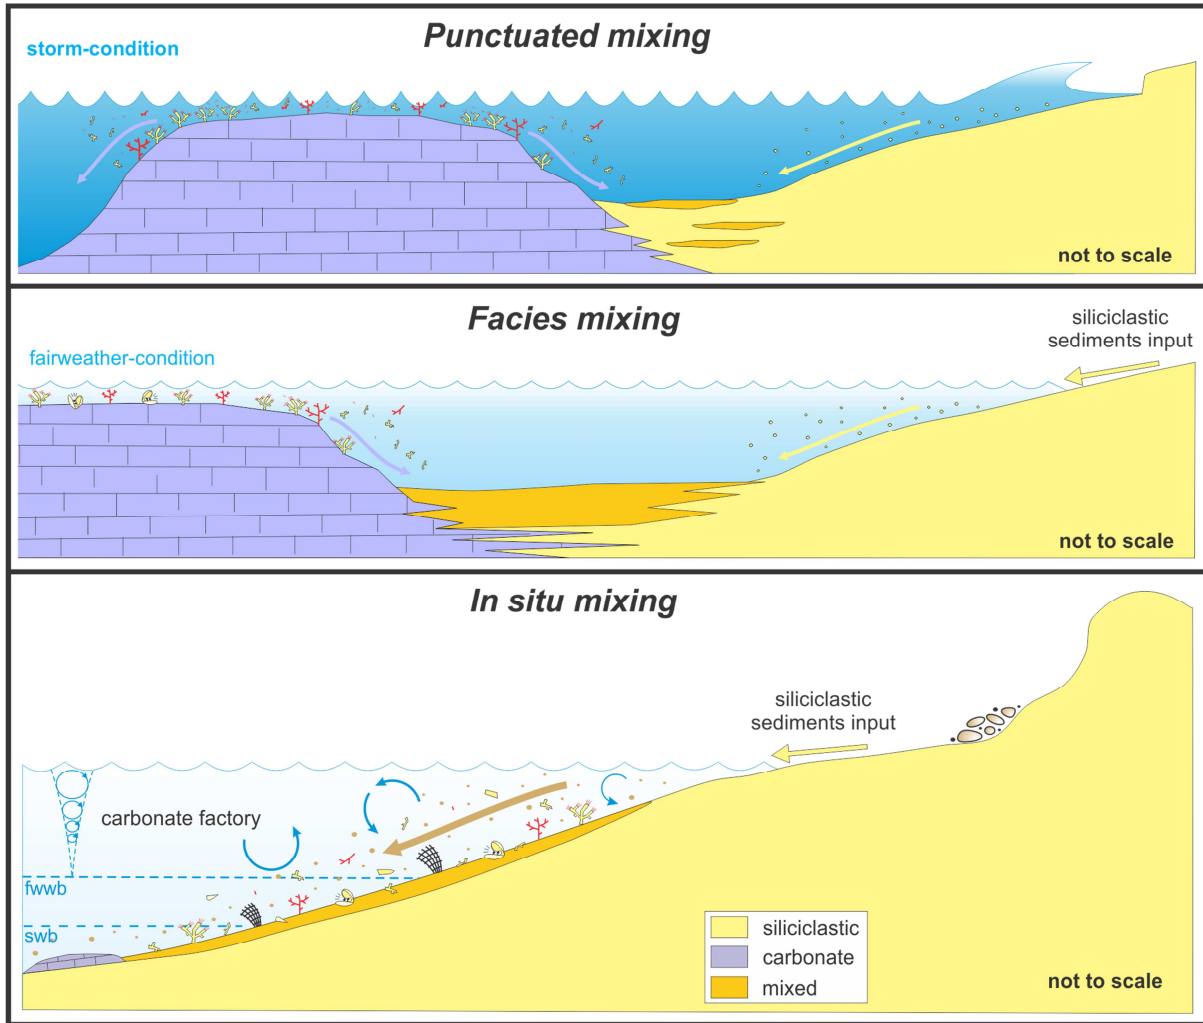 Punctuated mixing
storm-condition
not to scale
Facies mixing
siliciclastic
sediments input
fairweather-condition
not to scale
In situ mixing
siliciclastic
sediments input
carbonate factory
fwwb
swb
siliciclastic
carbonate
mixed
not to scale